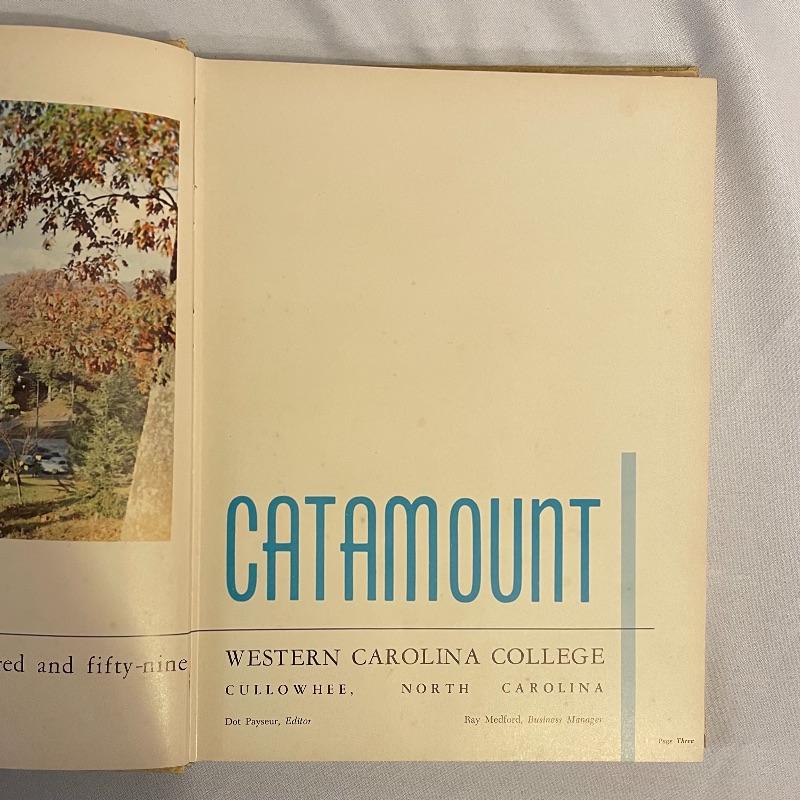 red and fifty-nine
CATAMOUNT
WESTERN CAROLINA COLLEGE
CULLOWHEE, NORTH CAROLINA
Dot Payseur, Editor
Ray Medford, Business Manager
Page Three